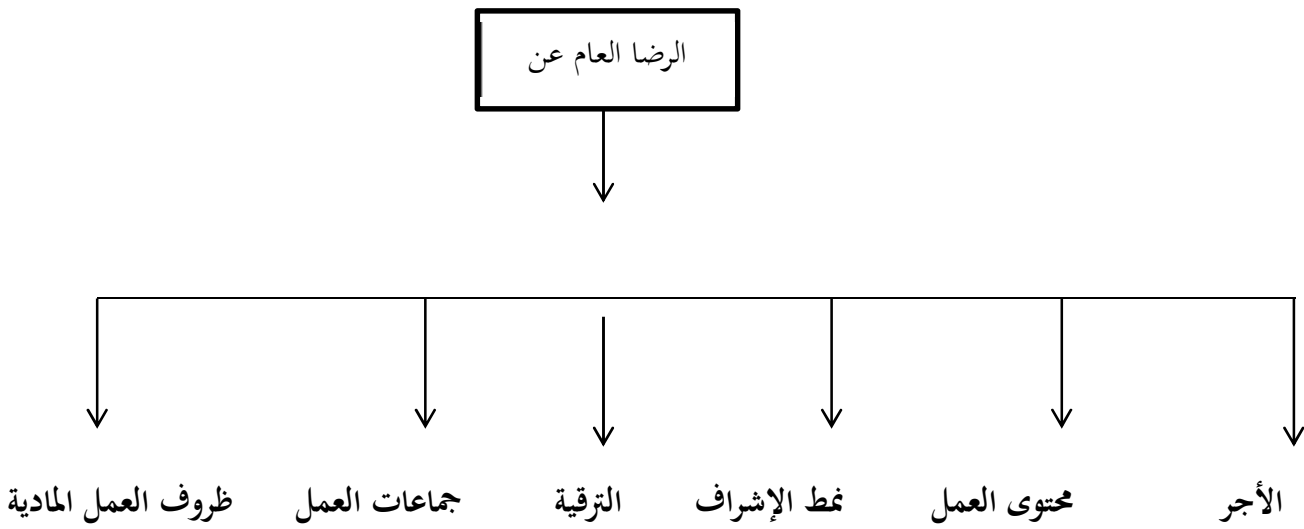 الرضا العام عن
الأجر محتوى العمل نمط الإشراف الترقية جماعات العمل ظروف العمل المادية